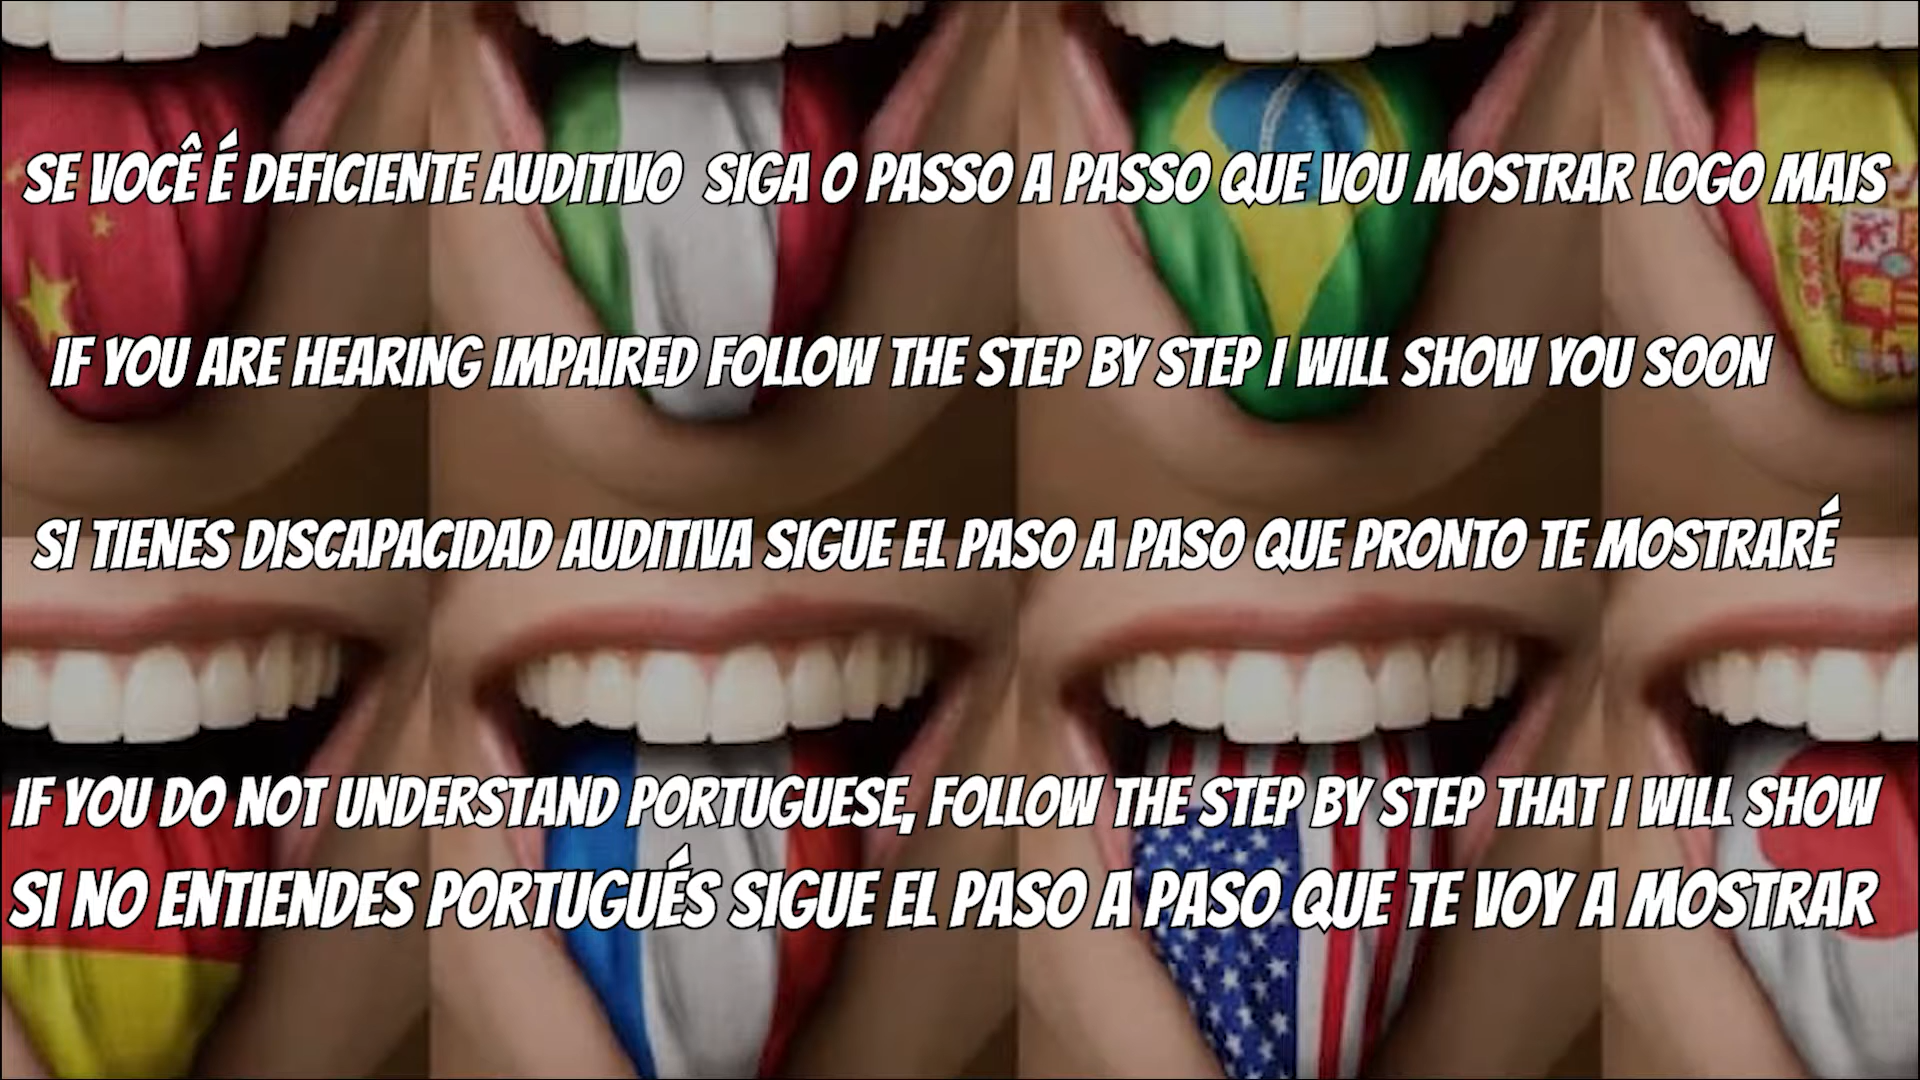 SE VOCÊ É DEFICIENTE AUDITIVO SIGA O PASSO A PASSO QUE VOU MOSTRAR LOGO MAIS
IF YOU ARE HEARING IMPAIRED FOLLOW THE STEP BY STEP I WILL SHOW YOU SOON
SI TIENES DISCAPACIDAD AUDITIVA SIGUE EL PASO A PASO QUE PRONTO TE MOSTRARÉ
IF YOU DO NOT UNDERSTAND PORTUGUESE, FOLLOW THE STEP BY STEP THAT I WILL SHOW
SI NO ENTIENDES PORTUGUÉS SIGUE EL PASO A PASO QUE TE VOY A MOSTRAR